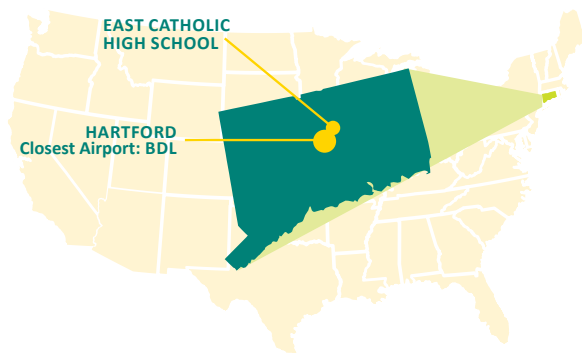 EAST CATHOLIC
HIGH SCHOOL
HARTFORD
Closest Airport: BDL